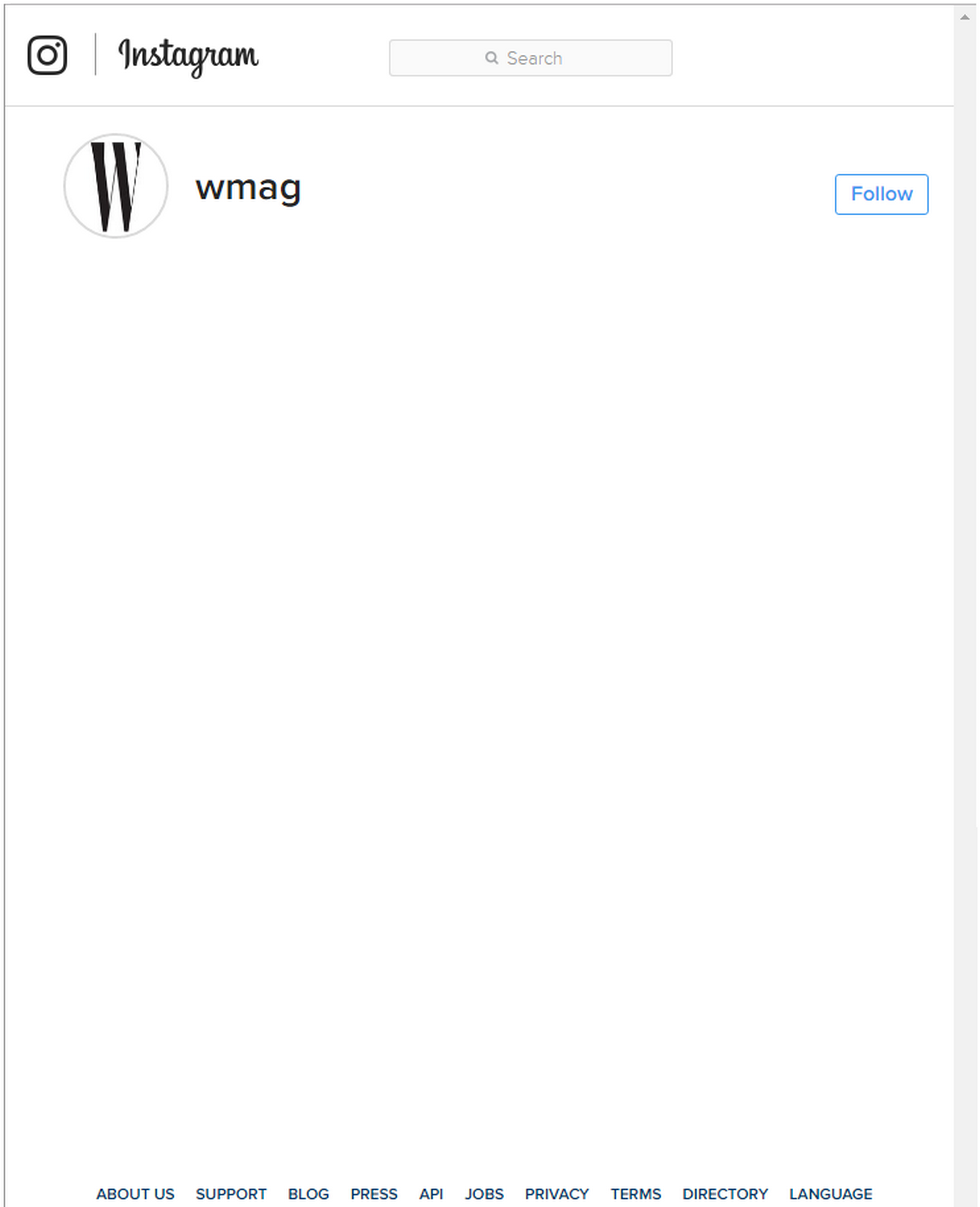 Instagram
Search
W
wmag
Follow
ABOUT US SUPPORT BLOG PRESS API JOBS PRIVACY TERMS DIRECTORY LANGUAGE